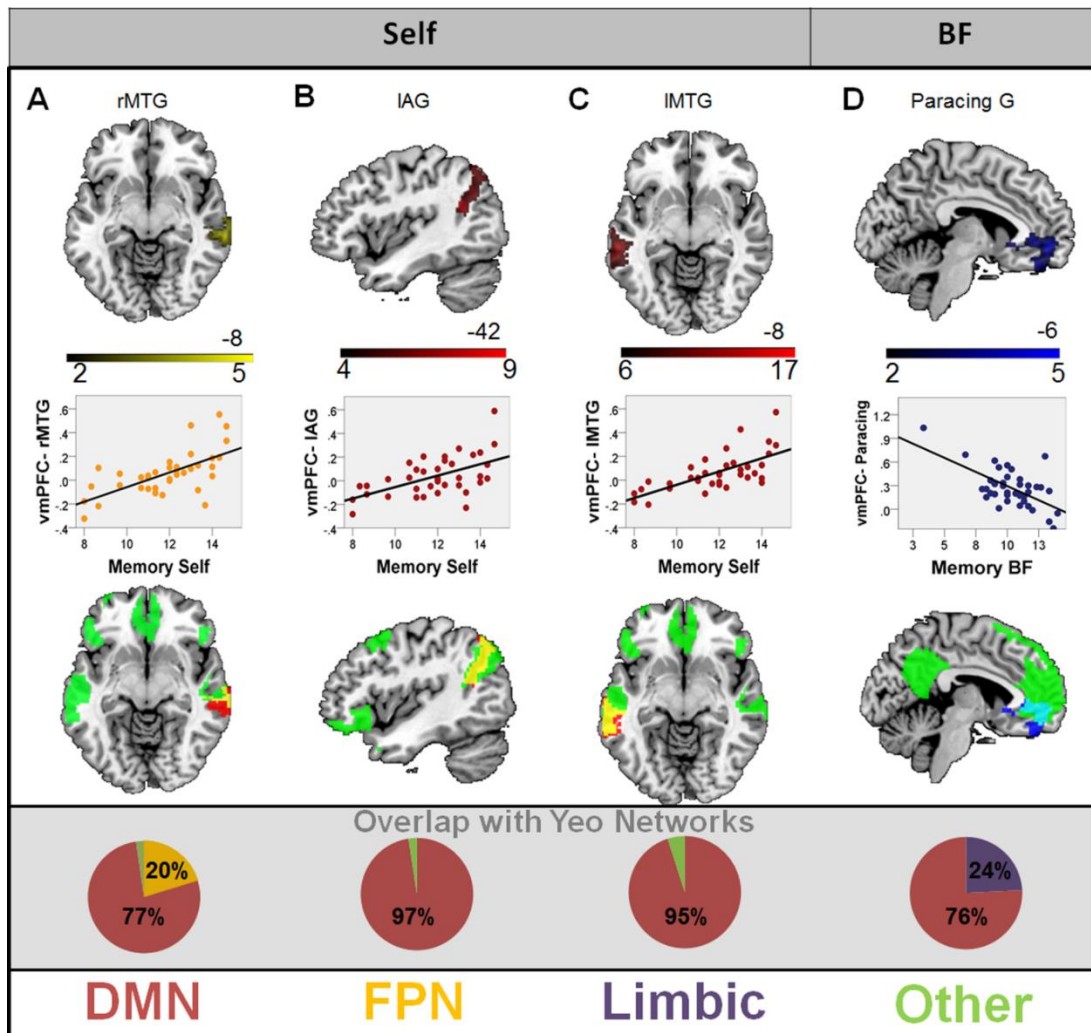 Self BF
A rMTG B lAG C lMTG D Paracing G
-8 -42 -8 -6
2 5 4 9 6 17 2 5
vmPFC- rMTG
.6
.4
.2
.0
-.2
-.4
8 10 12 14
Memory Self
vmPFC- lAG
.6
.4
.2
.0
-.2
-.4
8 10 12 14
Memory Self
vmPFC- lMTG
.6
.4
.2
.0
-.2
-.4
8 10 12 14
Memory Self
vmPFC- Paracing
1.2
.9
.6
.3
.0
3 5 8 10 13
Memory BF
Overlap with Yeo Networks
20% 24%
77% 97% 95% 76%
DMN FPN Limbic Other